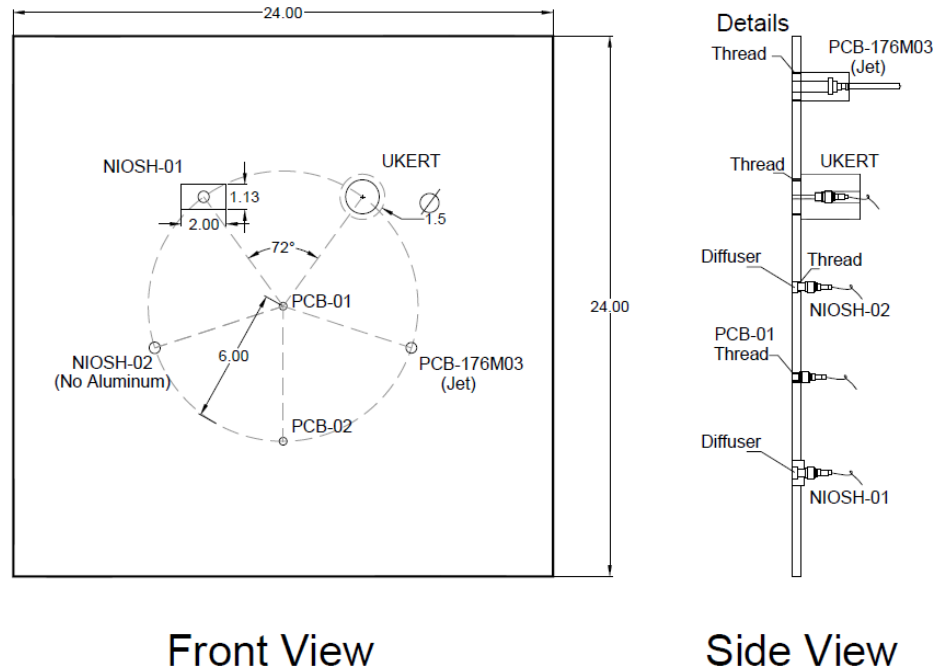 24.00
Details
PCB-176M03
(Jet)
Thread
NIOSH-01
UKERT
1.13
2.00
1.5
72°
Thread
UKERT
Diffuser
Thread
NIOSH-02
PCB-01
24.00
6.00
NIOSH-02
(No Aluminum)
PCB-176M03
(Jet)
PCB-02
PCB-01
Thread
Diffuser
NIOSH-01
Front View
Side View